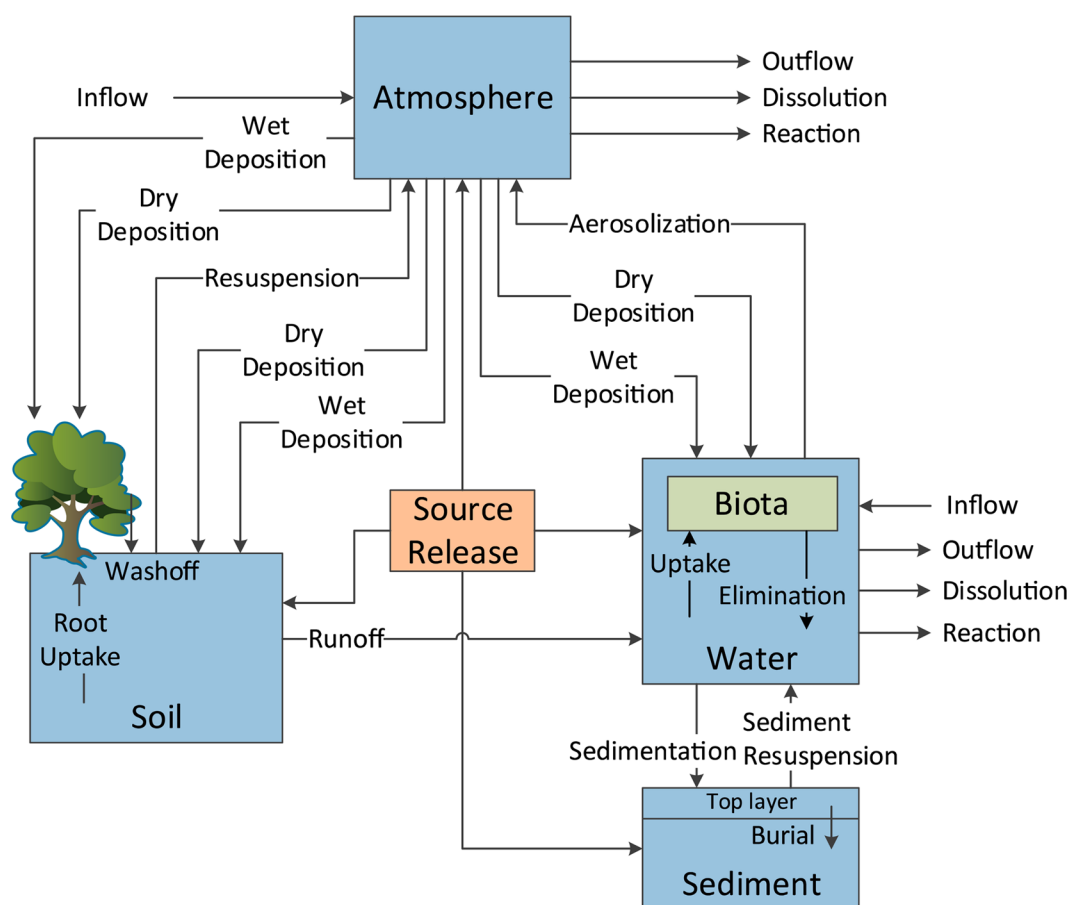 Outflow
Inflow
Atmosphere
Dissolution
Wet
Deposition
Reaction
Dry
Deposition
Aerosolization
Resuspension
Dry
Deposition
Dry
Deposition
Wet
Deposition
Wet
Deposition
Source
Release
Biota
Inflow
Outflow
Washoff
Uptake
Elimination
Dissolution
Root
Uptake
Runoff
Reaction
Water
Soil
Sedimentation
Sediment
Resuspension
Top layer
Burial
Sediment